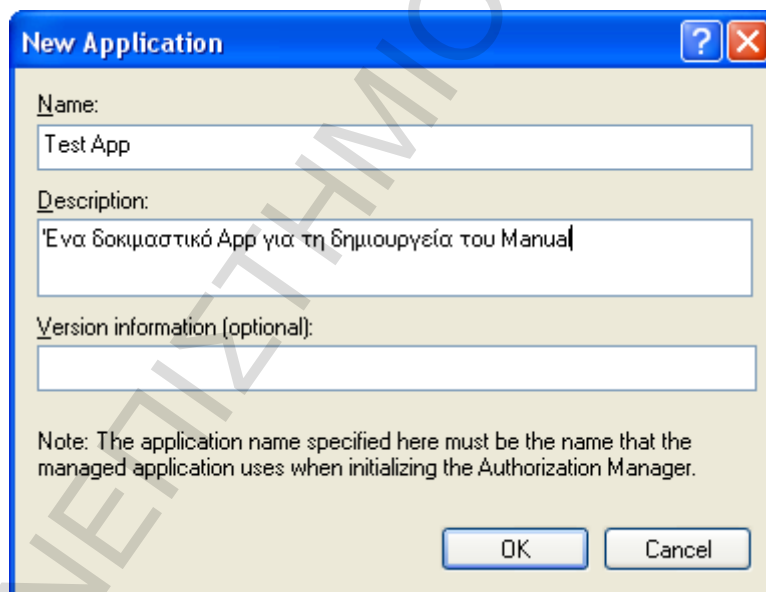 New Application
Name:
Test App
Description:
Ένα δοκιμαστικό App για τη δημιουργεία του Manual
Version information (optional):
Note: The application name specified here must be the name that the
managed application uses when initializing the Authorization Manager.
OK
Cancel